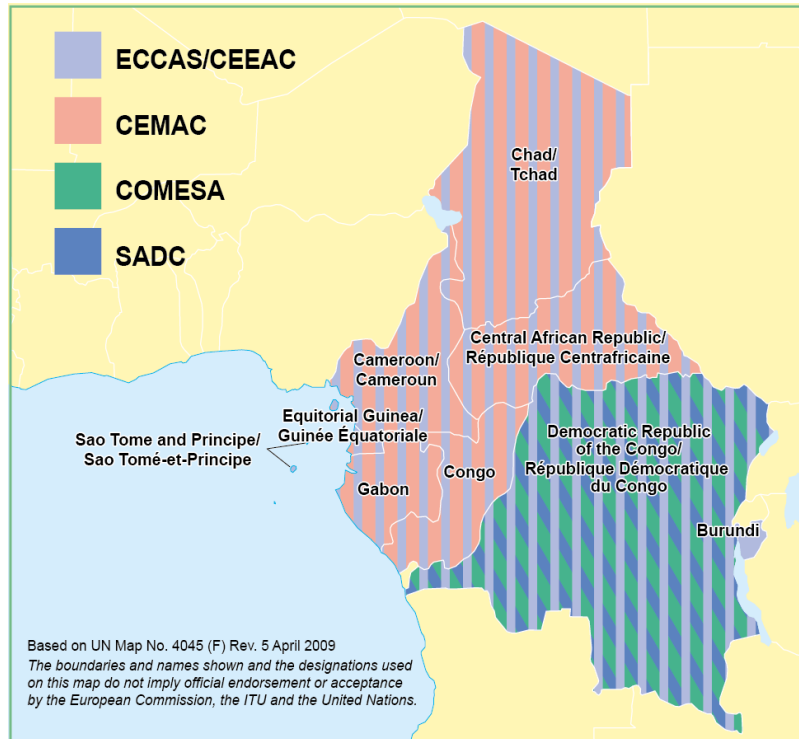 ECCAS/CEEAC
CEMAC
COMESA
SADC
Chad/
Tchad
Central African Republic/
République Centrafricaine
Cameroon/
Cameroun
Equitorial Guinea/
Guinée Équatoriale
Sao Tome and Principe/
Sao Tomé-et-Principe
Gabon
Congo
Democratic Republic
of the Congo/
République Démocratique
du Congo
Burundi
Based on UN Map No. 4045 (F) Rev. 5 April 2009
The boundaries and names shown and the designations used
on this map do not imply official endorsement or acceptance
by the European Commission, the ITU and the United Nations.